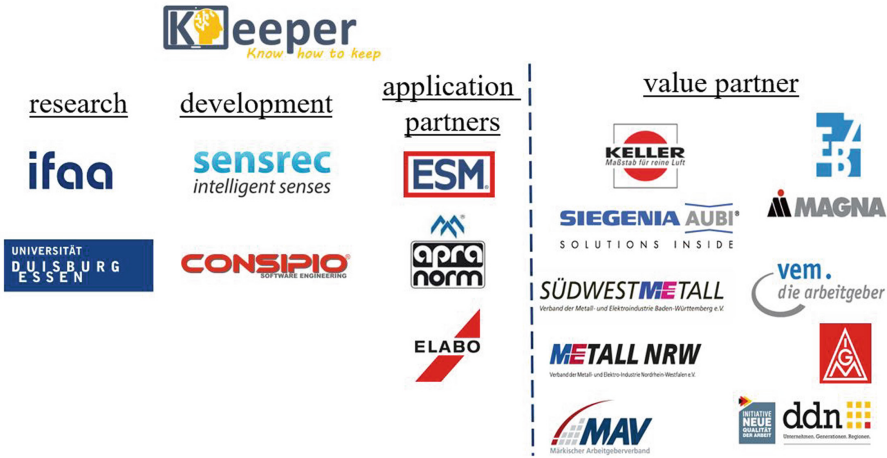 Keeper
Know how to keep
research
development
application
partners
value partner
ifaa
UNIVERSITÄT
DUISBURG
ESSEN
sensrec
intelligent senses
CONSIPIO®
SOFTWARE ENGINEERING
ESM®
®
apra
norm
ELABO
KELLER
Maßstab für reine Luft
EZB
SIEGENIA AUBI®
SOLUTIONS INSIDE
MAGNA
SÜDWESTMETALL
Verband der Metall- und Elektroindustrie Baden-Württemberg e.V.
vem.
die arbeitgeber
METALL NRW
Verband der Metall- und Elektro-Industrie Nordrhein-Westfalen e.V.
IGM
MAV
Märkischer Arbeitgeberverband
INITIATIVE
NEUE
QUALITÄT
DER ARBEIT
ddn
Unternehmen. Generationen. Regionen.